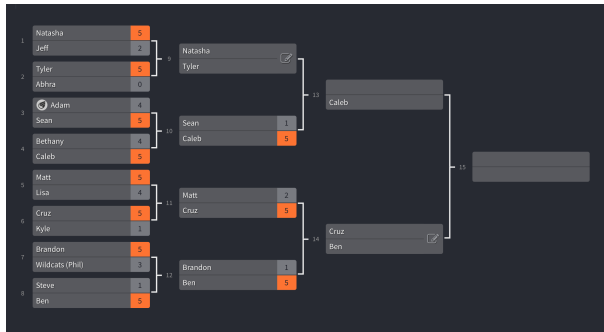 1
Natasha 5
Jeff 2
2
Tyler 5
Abhra 0
3
Adam 4
Sean 5
4
Bethany 4
Caleb 5
5
Matt 5
Lisa 4
6
Cruz 5
Kyle 1
7
Brandon 5
Wildcats (Phil) 3
8
Steve 1
Ben 5
9
Natasha
Tyler
10
Sean 1
Caleb 5
11
Matt 2
Cruz 5
12
Brandon 1
Ben 5
13
Caleb
14
Cruz
Ben
15